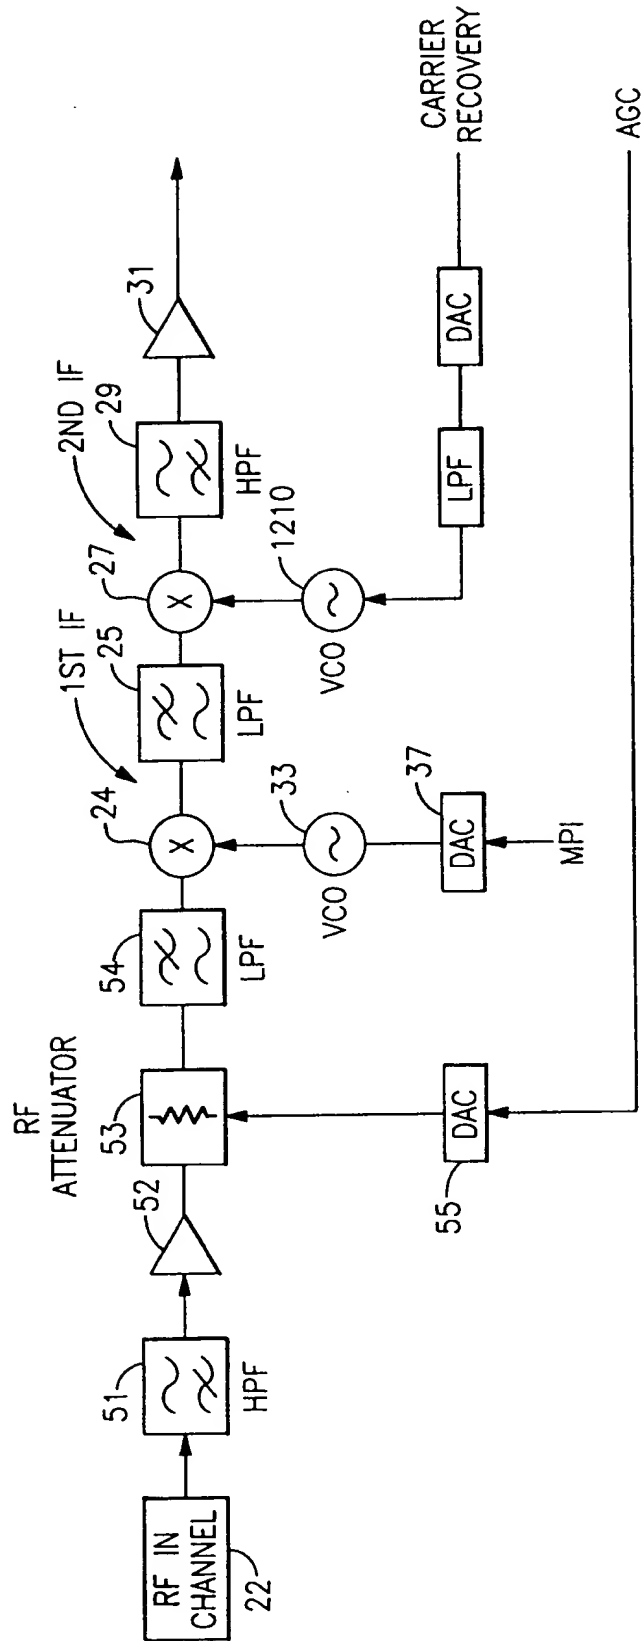 RF IN
CHANNEL
22
51
HPF
52
RF
ATTENUATOR
53
DAC
55
54
LPF
24
X
1ST IF
VCO
33
DAC
37
MPI
25
LPF
27
X
2ND IF
VCO
1210
29
HPF
31
LPF
DAC
CARRIER
RECOVERY
AGC